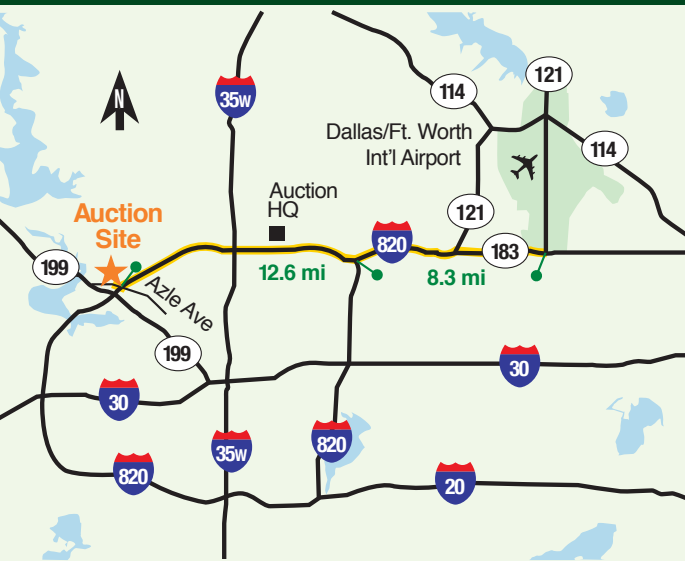 121
114
35W
N
Dallas/Ft. Worth
Int'l Airport
114
Auction
HQ
Auction
Site
121
820
183
199
12.6 mi
8.3 mi
Azle Ave
199
30
30
820
35W
820
20